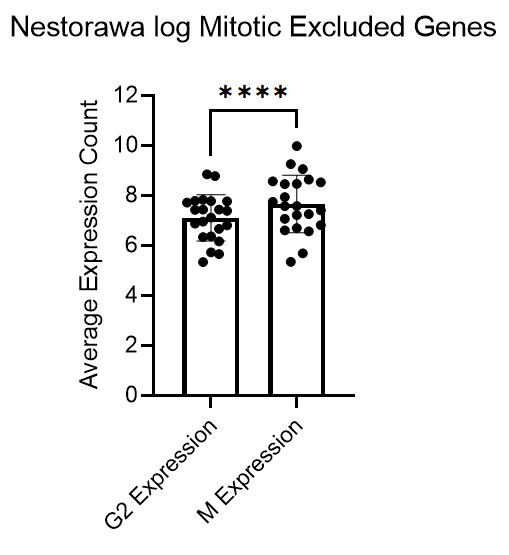 Nestorawa log Mitotic Excluded Genes
****
12
10
8
6
4
2
0
Average Expression Count
G2 Expression
M Expression